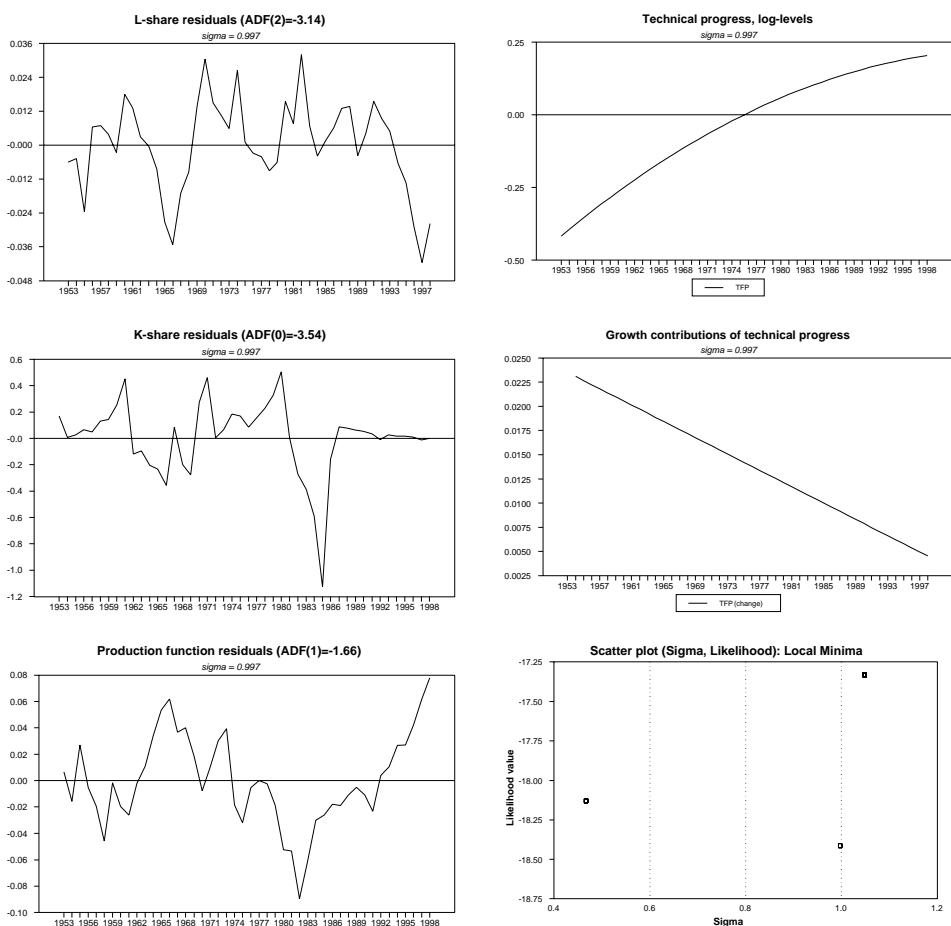 L-share residuals (ADF(2)=-3.14)
sigma = 0.997
0.036
0.024
0.012
-0.000
-0.012
-0.024
-0.036
-0.048
1953 1957 1961 1965 1969 1973 1977 1981 1985 1989 1993 1997
Technical progress, log-levels
sigma = 0.997
0.25
0.00
-0.25
-0.50
1953 1956 1959 1962 1965 1968 1971 1974 1977 1980 1983 1986 1989 1992 1995 1998
TFP
K-share residuals (ADF(0)=-3.54)
sigma = 0.997
0.6
0.4
0.2
-0.0
-0.2
-0.4
-0.6
-0.8
-1.0
-1.2
1953 1956 1959 1962 1965 1968 1971 1974 1977 1980 1983 1986 1989 1992 1995 1998
Growth contributions of technical progress
sigma = 0.997
0.0250
0.0225
0.0200
0.0175
0.0150
0.0125
0.0100
0.0075
0.0050
0.0025
1953 1957 1961 1965 1969 1973 1977 1981 1985 1989 1993 1997
TFP (change)
Production function residuals (ADF(1)=-1.66)
sigma = 0.997
0.08
0.06
0.04
0.02
0.00
-0.02
-0.04
-0.06
-0.08
-0.10
1953 1956 1959 1962 1965 1968 1971 1974 1977 1980 1983 1986 1989 1992 1995 1998
Scatter plot (Sigma, Likelihood): Local Minima
Likelihood value
-17.25
-17.50
-17.75
-18.00
-18.25
-18.50
-18.75
0.4 0.6 0.8 1.0 1.2
Sigma